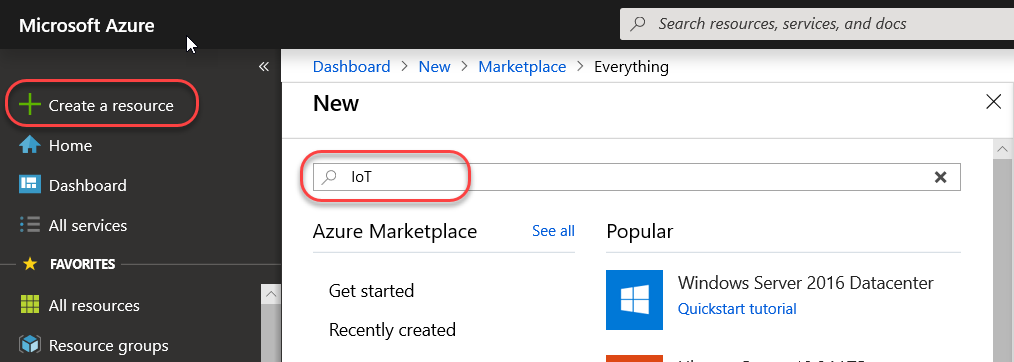 Microsoft Azure
Search resources, services, and docs
Create a resource
Home
Dashboard
All services
FAVORITES
All resources
Resource groups
Dashboard > New > Marketplace > Everything
New
IoT
Azure Marketplace
See all
Get started
Recently created
Popular
Windows Server 2016 Datacenter
Quickstart tutorial